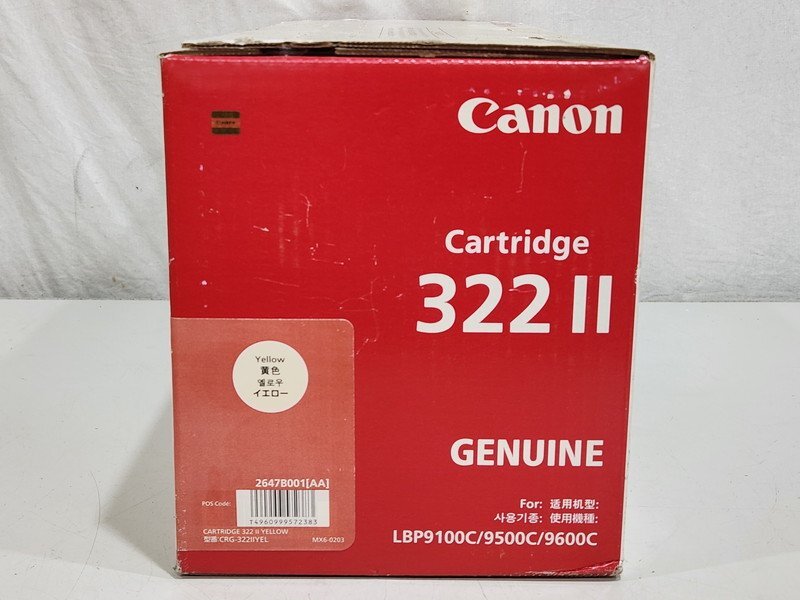 Canon
Canon
Cartridge
322 II
Yellow
黄色
옐로우
イエロー
GENUINE
2647B001[AA]
POS Code:
T4960999572383
CARTRIDGE 322 II YELLOW
型番:CRG-322IIYEL
MX6-0203
For: 适用机型:
사용기종: 使用機種:
LBP9100C/9500C/9600C